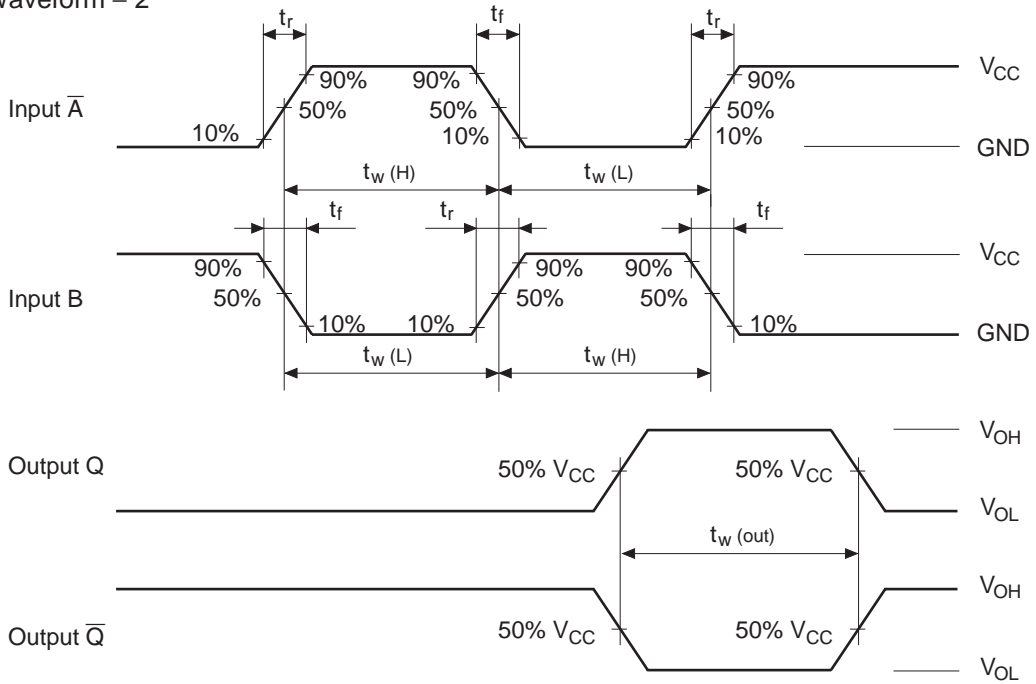 waveform – 2
tr tf tr
90% 90% 90% VCC
Input A̅ 50% 50% 50%
10% 10% 10% GND
tw (H) tw (L)
tf tr tf
VCC
90% 90% 90%
Input B 50% 50% 50%
10% 10% 10% GND
tw (L) tw (H)
VOH
Output Q 50% VCC 50% VCC
VOL
tw (out)
VOH
Output Q̅ 50% VCC 50% VCC
VOL